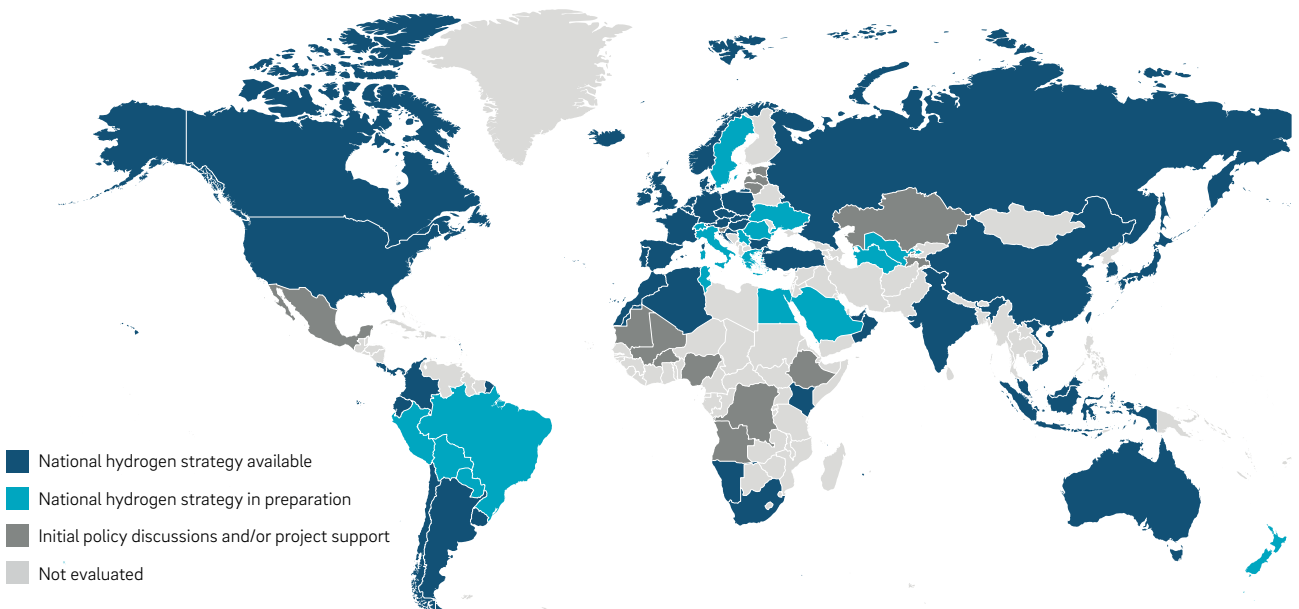 National hydrogen strategy available
National hydrogen strategy in preparation
Initial policy discussions and/or project support
Not evaluated